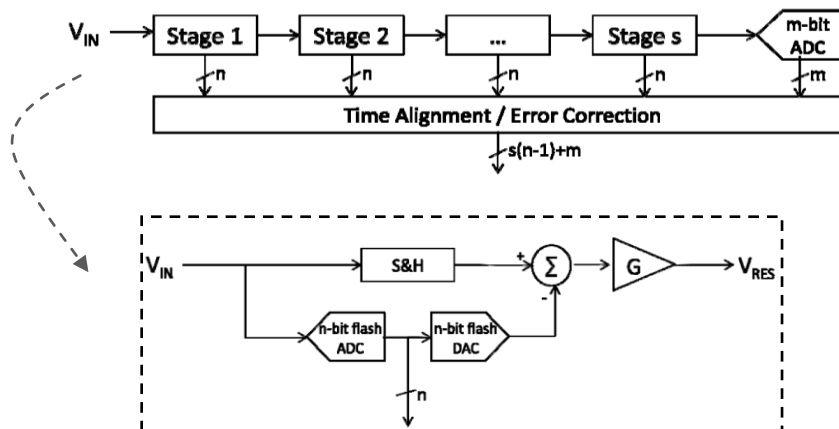 V_IN
Stage 1
Stage 2
...
Stage s
m-bit
ADC
n
n
n
n
m
Time Alignment / Error Correction
s(n-1)+m
V_IN
S&H
+
Σ
-
G
V_RES
n-bit flash
ADC
n-bit flash
DAC
n